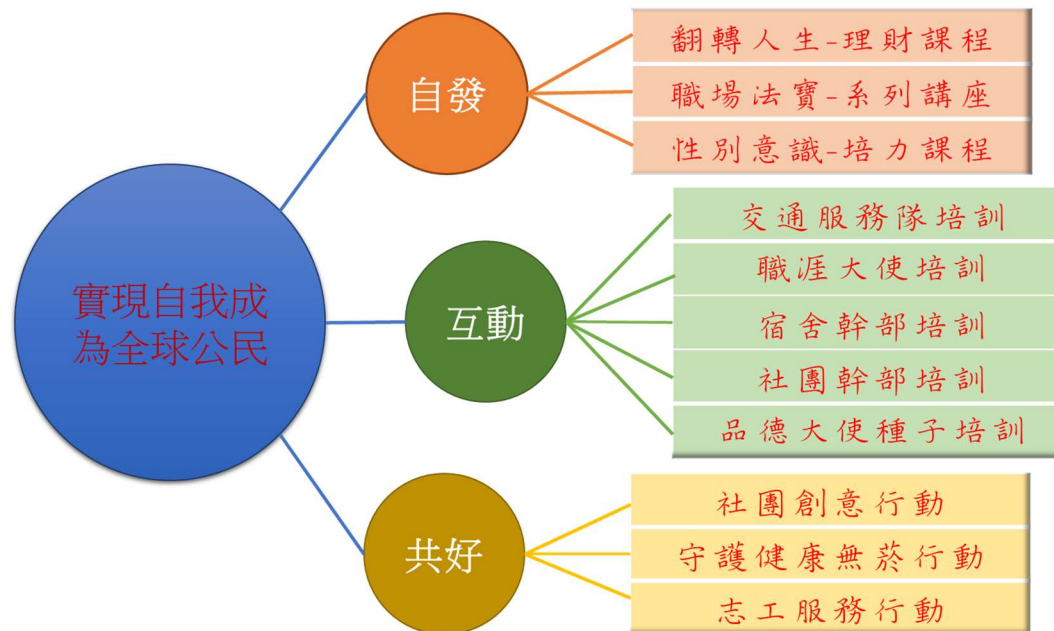 實現自我成
為全球公民
自發
翻轉人生-理財課程
職場法寶-系列講座
性別意識-培力課程
互動
交通服務隊培訓
職涯大使培訓
宿舍幹部培訓
社團幹部培訓
品德大使種子培訓
共好
社團創意行動
守護健康無菸行動
志工服務行動